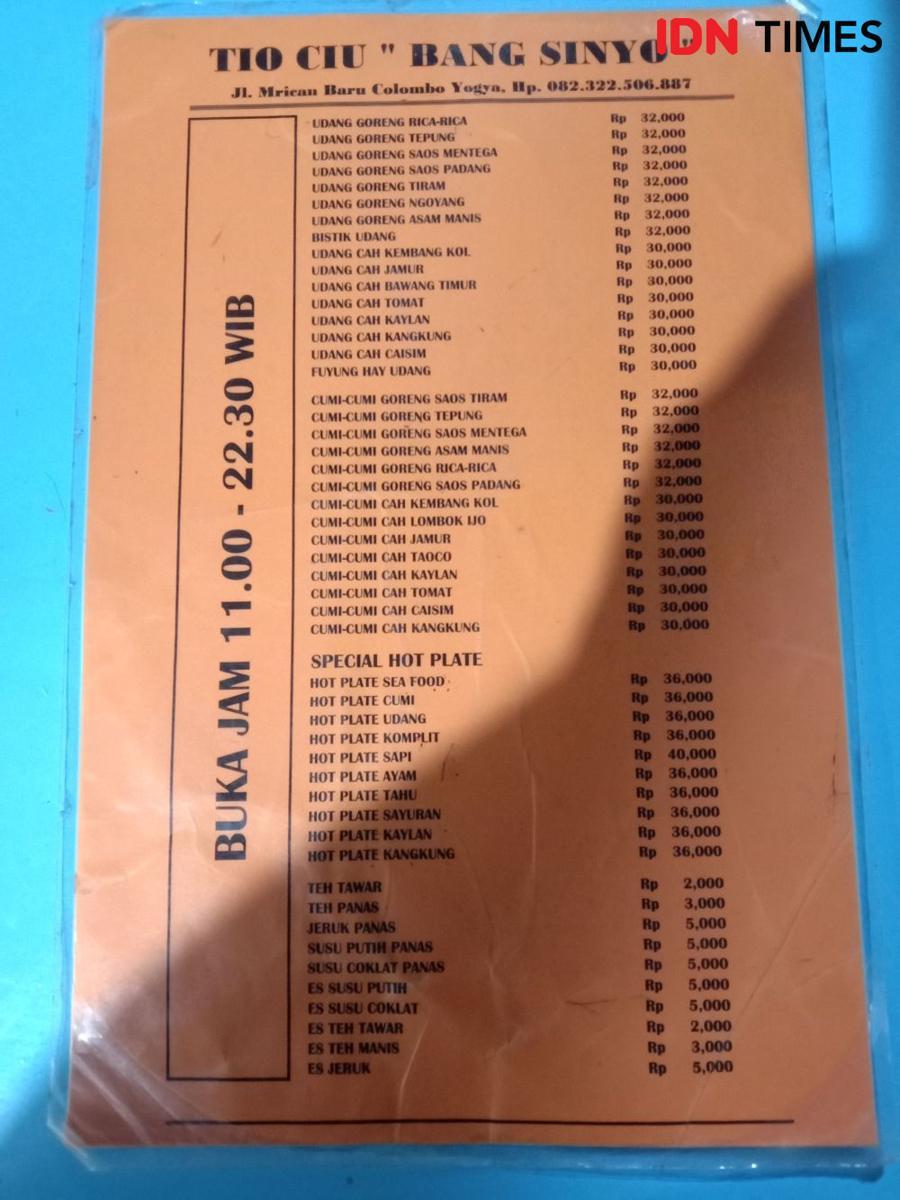 IDN TIMES
TIO CIU " BANG SINYO "
Jl. Mrican Baru Colombo Yogya, Hp. 082.322.506.887
BUKA JAM 11.00 - 22.30 WIB
UDANG GORENG RICA-RICA Rp 32,000
UDANG GORENG TEPUNG Rp 32,000
UDANG GORENG SAOS MENTEGA Rp 32,000
UDANG GORENG SAOS PADANG Rp 32,000
UDANG GORENG TIRAM Rp 32,000
UDANG GORENG NGOYANG Rp 32,000
UDANG GORENG ASAM MANIS Rp 32,000
BISTIK UDANG Rp 32,000
UDANG CAH KEMBANG KOL Rp 30,000
UDANG CAH JAMUR Rp 30,000
UDANG CAH BAWANG TIMUR Rp 30,000
UDANG CAH TOMAT Rp 30,000
UDANG CAH KAYLAN Rp 30,000
UDANG CAH KANGKUNG Rp 30,000
UDANG CAH CAISIM Rp 30,000
FUYUNG HAY UDANG Rp 30,000
CUMI-CUMI GORENG SAOS TIRAM Rp 32,000
CUMI-CUMI GORENG TEPUNG Rp 32,000
CUMI-CUMI GORENG SAOS MENTEGA Rp 32,000
CUMI-CUMI GORENG ASAM MANIS Rp 32,000
CUMI-CUMI GORENG RICA-RICA Rp 32,000
CUMI-CUMI GORENG SAOS PADANG Rp 32,000
CUMI-CUMI CAH KEMBANG KOL Rp 30,000
CUMI-CUMI CAH LOMBOK IJO Rp 30,000
CUMI-CUMI CAH JAMUR Rp 30,000
CUMI-CUMI CAH TAOCO Rp 30,000
CUMI-CUMI CAH KAYLAN Rp 30,000
CUMI-CUMI CAH TOMAT Rp 30,000
CUMI-CUMI CAH CAISIM Rp 30,000
CUMI-CUMI CAH KANGKUNG Rp 30,000
SPECIAL HOT PLATE
HOT PLATE SEA FOOD Rp 36,000
HOT PLATE CUMI Rp 36,000
HOT PLATE UDANG Rp 36,000
HOT PLATE KOMPLIT Rp 36,000
HOT PLATE SAPI Rp 40,000
HOT PLATE AYAM Rp 36,000
HOT PLATE TAHU Rp 36,000
HOT PLATE SAYURAN Rp 36,000
HOT PLATE KAYLAN Rp 36,000
HOT PLATE KANGKUNG Rp 36,000
TEH TAWAR Rp 2,000
TEH PANAS Rp 3,000
JERUK PANAS Rp 5,000
SUSU PUTIH PANAS Rp 5,000
SUSU COKLAT PANAS Rp 5,000
ES SUSU PUTIH Rp 5,000
ES SUSU COKLAT Rp 5,000
ES TEH TAWAR Rp 2,000
ES TEH MANIS Rp 3,000
ES JERUK Rp 5,000